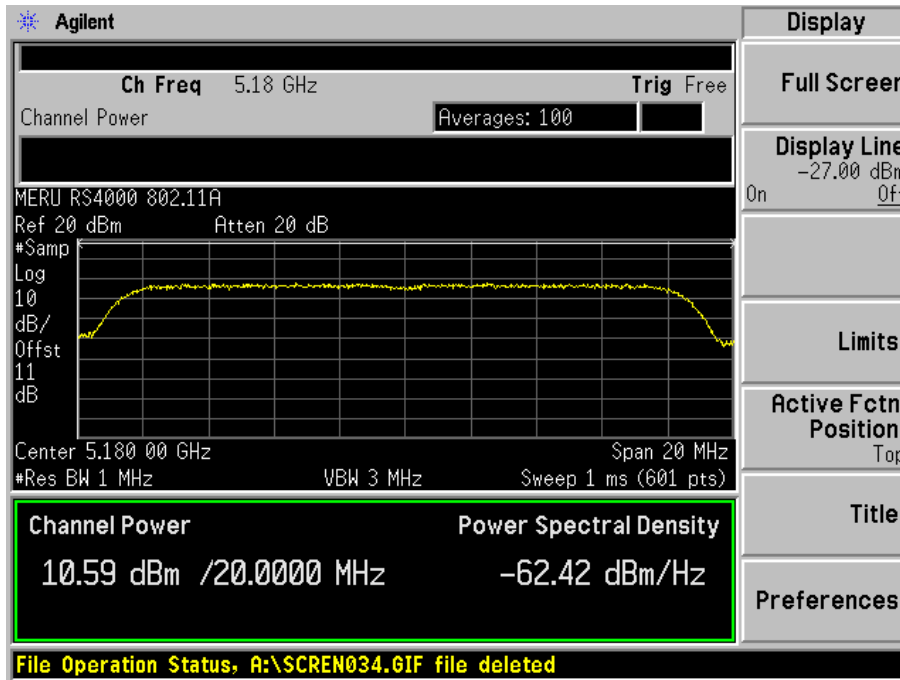 Agilent
Display
Ch Freq 5.18 GHz Trig Free
Channel Power Averages: 100
MERU RS4000 802.11A
Ref 20 dBm Atten 20 dB
#Samp
Log
10
dB/
Offst
11
dB
Center 5.180 00 GHz Span 20 MHz
#Res BW 1 MHz VBW 3 MHz Sweep 1 ms (601 pts)
Channel Power Power Spectral Density
10.59 dBm /20.0000 MHz -62.42 dBm/Hz
File Operation Status, A:\SCREN034.GIF file deleted
Full Screen
Display Line
-27.00 dBm
On Off
Limits
Active Fctn
Position
Top
Title
Preferences